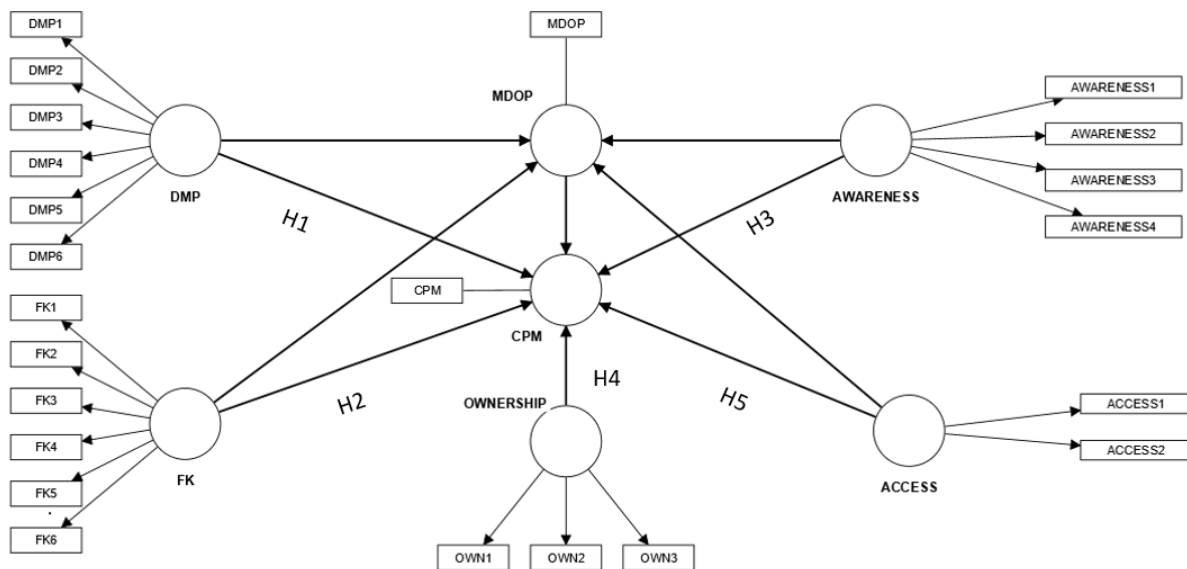 DMP1
DMP2
DMP3
DMP4
DMP5
DMP6
DMP
H1
FK1
FK2
FK3
FK4
FK5
FK6
FK
H2
MDOP
MDOP
CPM
CPM
OWNERSHIP
H4
OWN1
OWN2
OWN3
AWARENESS
H3
AWARENESS1
AWARENESS2
AWARENESS3
AWARENESS4
H5
ACCESS
ACCESS1
ACCESS2